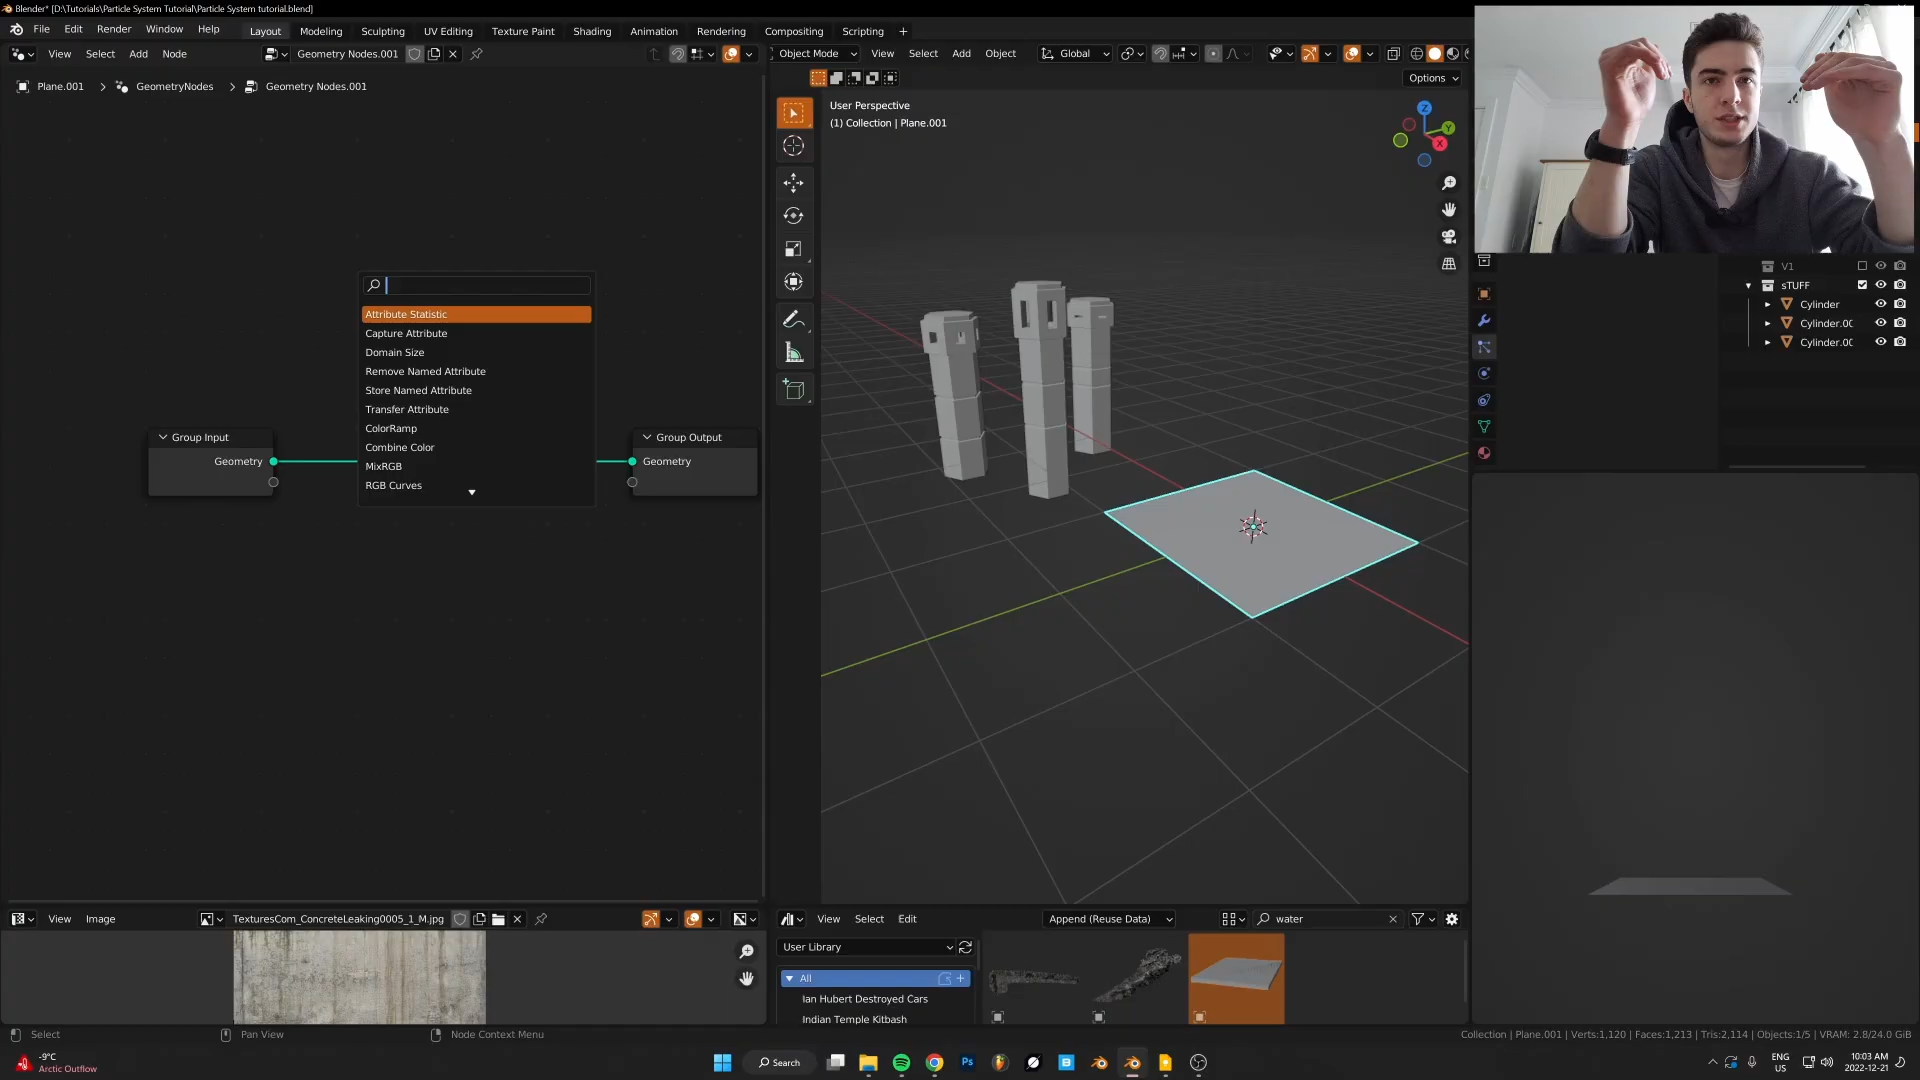 Blender* [D:\Tutorials\Particle System Tutorial\Particle System tutorial.blend]
File Edit Render Window Help Layout Modeling Sculpting UV Editing Texture Paint Shading Animation Rendering Compositing Scripting +
View Select Add Node Geometry Nodes.001
Object Mode View Select Add Object Global
Options
Plane.001 > GeometryNodes > Geometry Nodes.001
User Perspective
(1) Collection | Plane.001
Z
Y
X
V1
sTUFF
Cylinder
Cylinder.00
Cylinder.00
Attribute Statistic
Capture Attribute
Domain Size
Remove Named Attribute
Store Named Attribute
Transfer Attribute
ColorRamp
Combine Color
MixRGB
RGB Curves
Group Input
Geometry
Group Output
Geometry
View Image TexturesCom_ConcreteLeaking0005_1_M.jpg
View Select Edit Append (Reuse Data) water
User Library
All
Ian Hubert Destroyed Cars
Indian Temple Kitbash
Select Pan View Node Context Menu
Collection | Plane.001 | Verts:1,120 | Faces:1,213 | Tris:2,114 | Objects:1/5 | VRAM: 2.8/24.0 GiB
-9°C
Arctic Outflow
Search
Ps
ENG
US
10:03 AM
2022-12-21